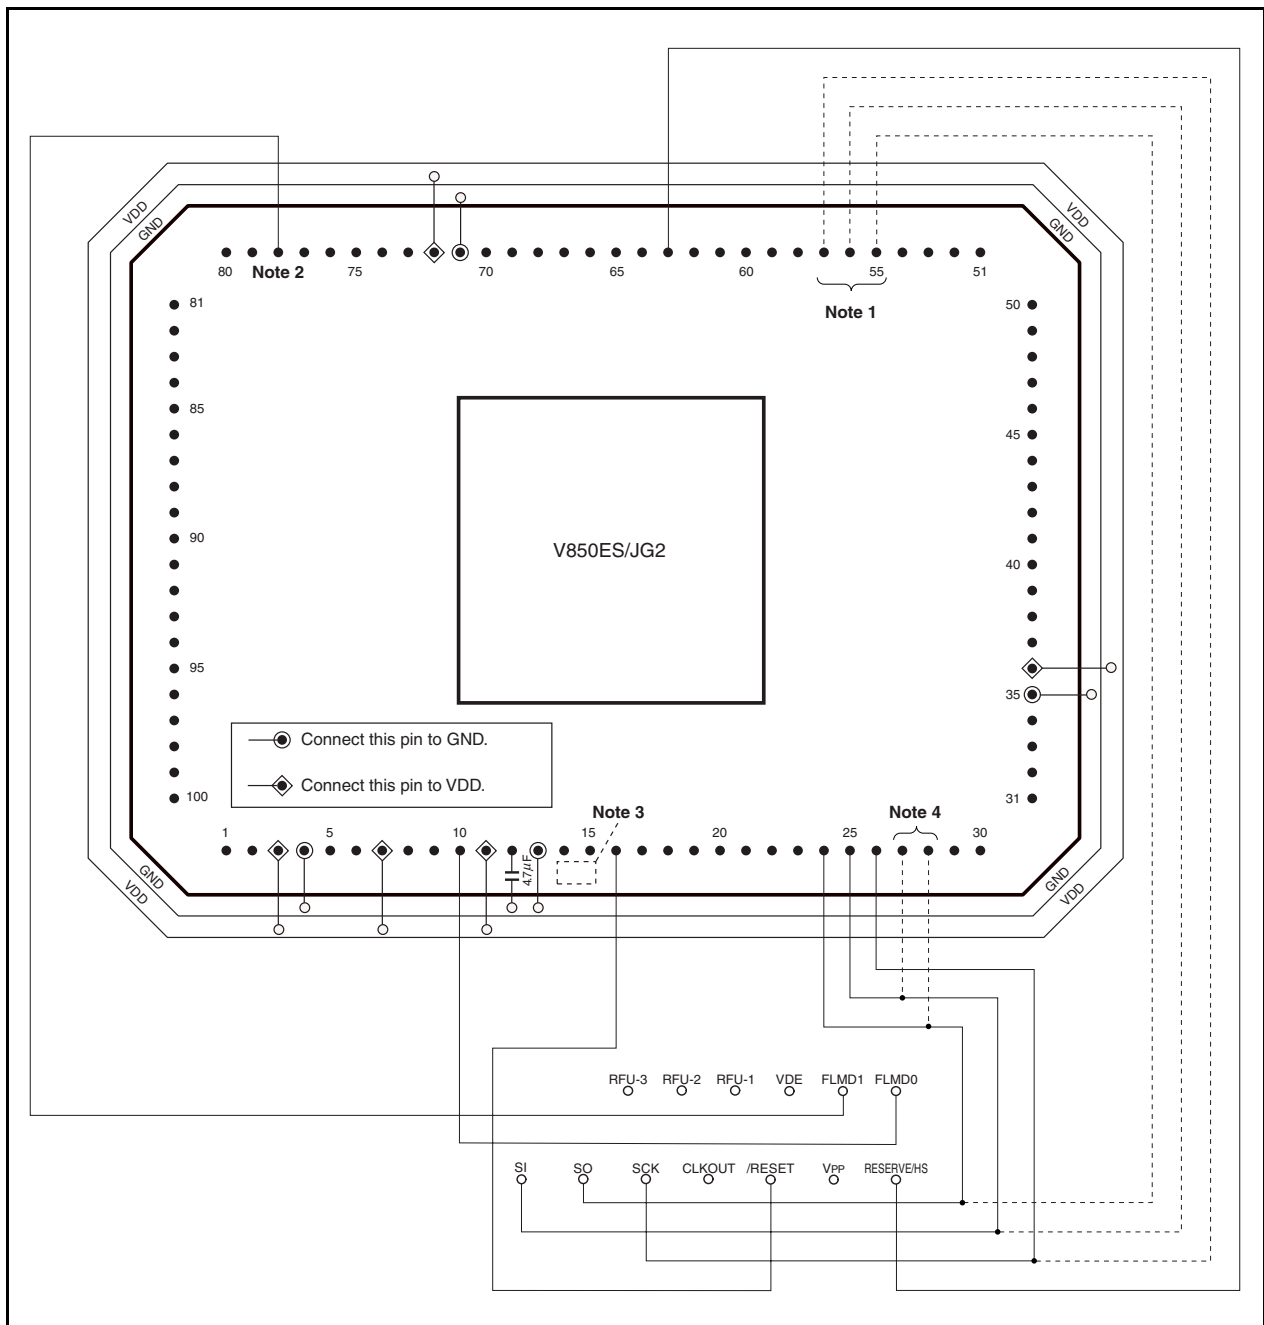 VDD
GND
VDD
GND
80
Note 2
75
70
65
60
55
51
Note 1
81
50
85
45
V850ES/JG2
90
40
95
35
Connect this pin to GND.
Connect this pin to VDD.
100
31
Note 3
Note 4
1
5
10
15
20
25
30
4.7 μF
GND
VDD
GND
VDD
RFU-3 RFU-2 RFU-1 VDE FLMD1 FLMD0
SI SO SCK CLKOUT /RESET VPP RESERVE/HS